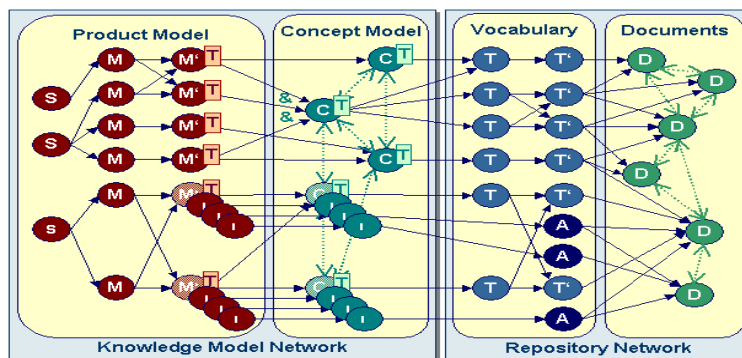 Product Model
Concept Model
Vocabulary
Documents
M M' T C T T T' D
D
S M M' T & C T T T'
&
M M' T T T' D
S
M M' T C T T T'
D
M M' T C T T T'
I I I I
I I A
S I I D
A
M M' T C T T T' D
I I
I I
I I A
Knowledge Model Network
Repository Network